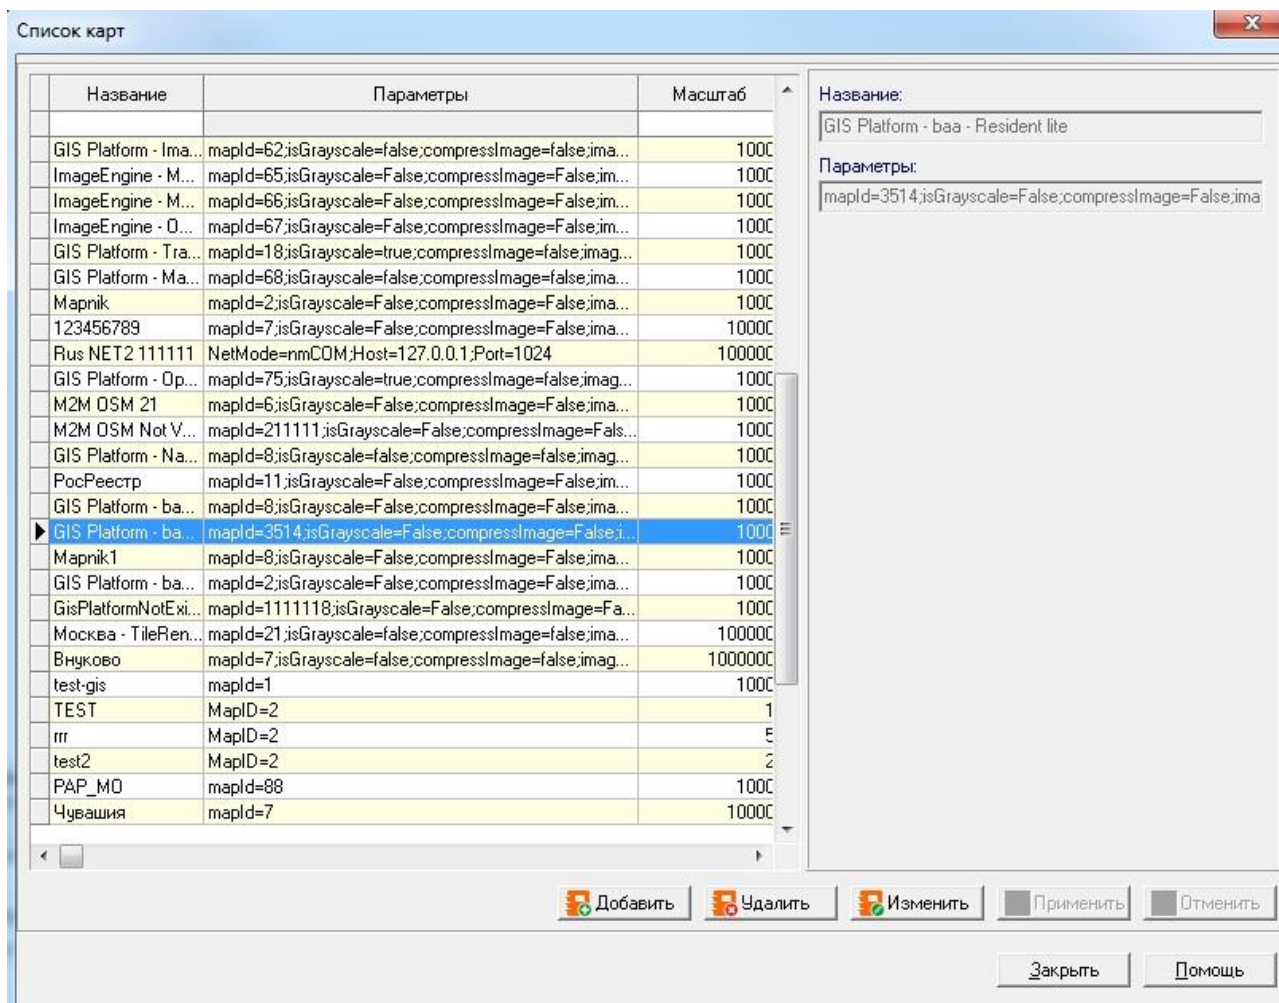 Список карт
Название Параметры Масштаб
GIS Platform - Ima... mapId=62;isGrayscale=false;compressImage=false;ima... 1000
ImageEngine - M... mapId=65;isGrayscale=False;compressImage=False;im... 1000
ImageEngine - M... mapId=66;isGrayscale=False;compressImage=False;im... 1000
ImageEngine - O... mapId=67;isGrayscale=False;compressImage=False;im... 1000
GIS Platform - Tra... mapId=18;isGrayscale=true;compressImage=false;imag... 1000
GIS Platform - Ma... mapId=68;isGrayscale=false;compressImage=false;ima... 1000
Mapnik mapId=2;isGrayscale=False;compressImage=False;ima... 1000
123456789 mapId=7;isGrayscale=False;compressImage=False;ima... 10000
Rus NET2 111111 NetMode=nmCOM;Host=127.0.0.1;Port=1024 100000
GIS Platform - Op... mapId=75;isGrayscale=true;compressImage=false;imag... 1000
M2M OSM 21 mapId=6;isGrayscale=False;compressImage=False;ima... 1000
M2M OSM Not V... mapId=211111;isGrayscale=False;compressImage=Fals... 1000
GIS Platform - Na... mapId=8;isGrayscale=false;compressImage=false;imag... 1000
РосРеестр mapId=11;isGrayscale=False;compressImage=False;im... 1000
GIS Platform - ba... mapId=8;isGrayscale=False;compressImage=False;ima... 1000
GIS Platform - ba... mapId=3514;isGrayscale=False;compressImage=False;i... 1000
Mapnik1 mapId=8;isGrayscale=False;compressImage=False;ima... 1000
GIS Platform - ba... mapId=2;isGrayscale=False;compressImage=False;ima... 1000
GisPlatformNotExi... mapId=1111118;isGrayscale=False;compressImage=Fa... 1000
Москва - TileRen... mapId=21;isGrayscale=false;compressImage=false;ima... 100000
Внуково mapId=7;isGrayscale=false;compressImage=false;imag... 1000000
test-gis mapId=1 1000
TEST MapID=2 1
rrr MapID=2 5
test2 MapID=2 2
PAP_MO mapId=88 1000
Чувашия mapId=7 10000
Название:
GIS Platform - baa - Resident lite
Параметры:
mapId=3514;isGrayscale=False;compressImage=False;ima
Добавить Удалить Изменить Применить Отменить
Закрыть Помощь